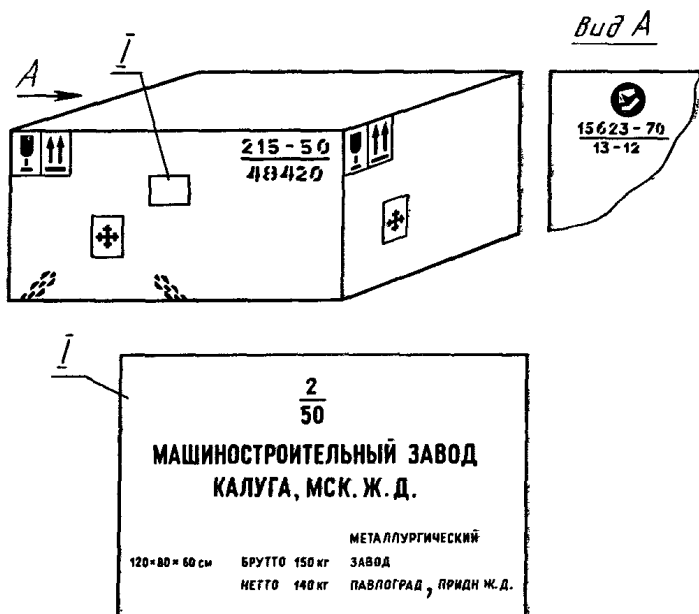 Вид А
А
I
215-50
48420
15623-70
13-12
I
2
50
МАШИНОСТРОИТЕЛЬНЫЙ ЗАВОД
КАЛУГА, МСК. Ж. Д.
МЕТАЛЛУРГИЧЕСКИЙ
120×80×60 см БРУТТО 150 кг ЗАВОД
НЕТТО 140 кг ПАВЛОГРАД, ПРИДН Ж. Д.